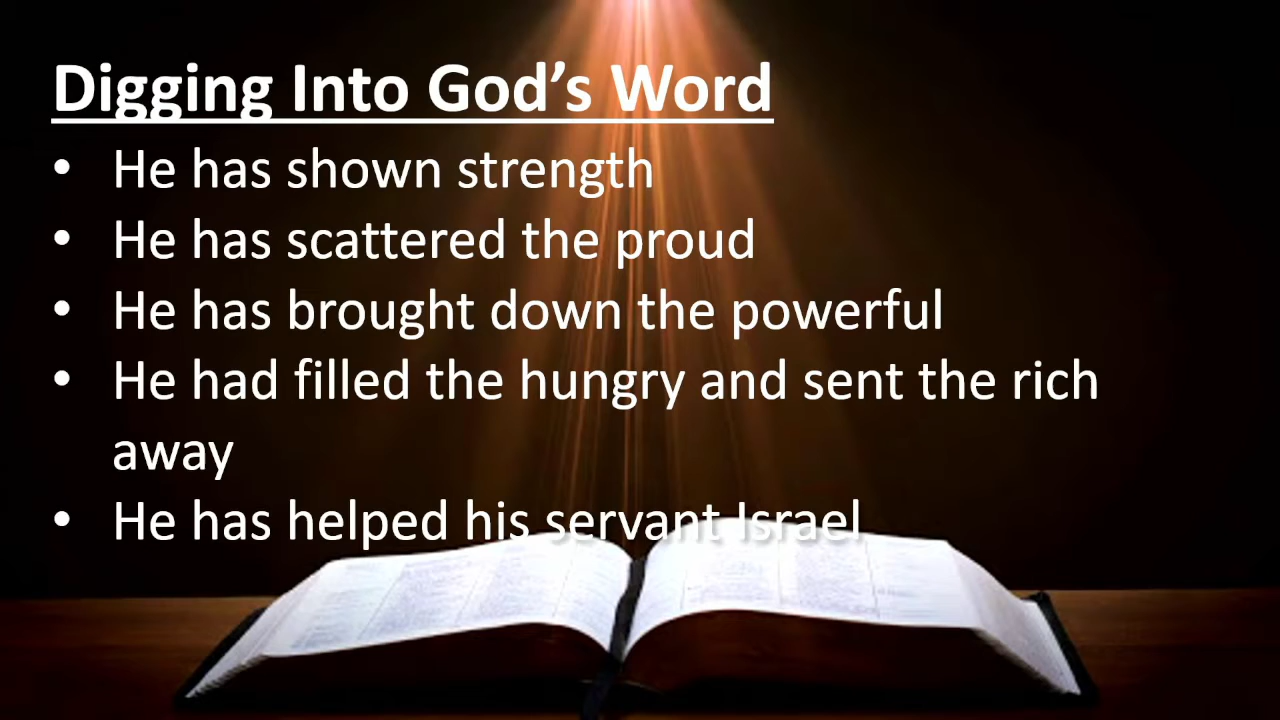 Digging Into God’s Word
• He has shown strength
• He has scattered the proud
• He has brought down the powerful
• He had filled the hungry and sent the rich
away
• He has helped his servant Israel